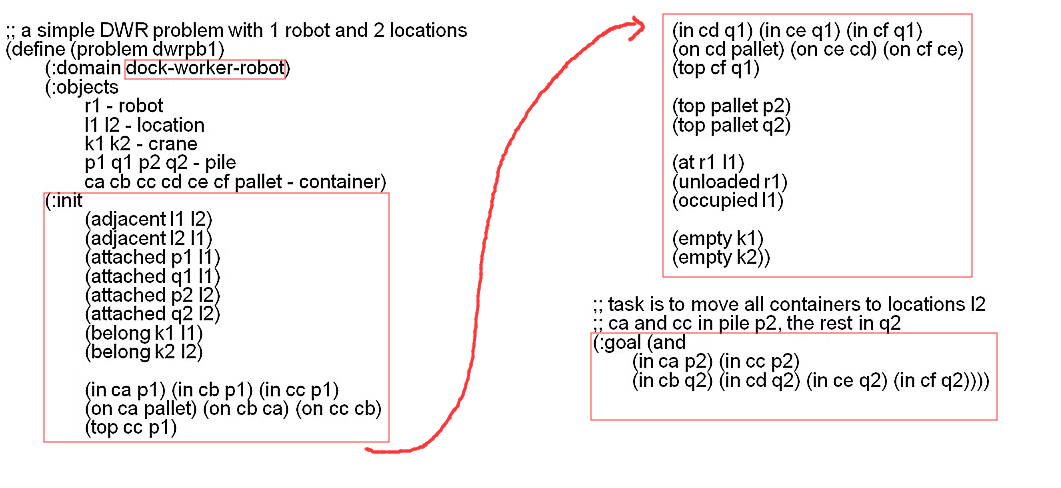 ;; a simple DWR problem with 1 robot and 2 locations
(define (problem dwrpb1)
(:domain dock-worker-robot)
(:objects
r1 - robot
l1 l2 - location
k1 k2 - crane
p1 q1 p2 q2 - pile
ca cb cc cd ce cf pallet - container)
(:init
(adjacent l1 l2)
(adjacent l2 l1)
(attached p1 l1)
(attached q1 l1)
(attached p2 l2)
(attached q2 l2)
(belong k1 l1)
(belong k2 l2)
(in ca p1) (in cb p1) (in cc p1)
(on ca pallet) (on cb ca) (on cc cb)
(top cc p1)
(in cd q1) (in ce q1) (in cf q1)
(on cd pallet) (on ce cd) (on cf ce)
(top cf q1)
(top pallet p2)
(top pallet q2)
(at r1 l1)
(unloaded r1)
(occupied l1)
(empty k1)
(empty k2))
;; task is to move all containers to locations l2
;; ca and cc in pile p2, the rest in q2
(:goal (and
(in ca p2) (in cc p2)
(in cb q2) (in cd q2) (in ce q2) (in cf q2))))